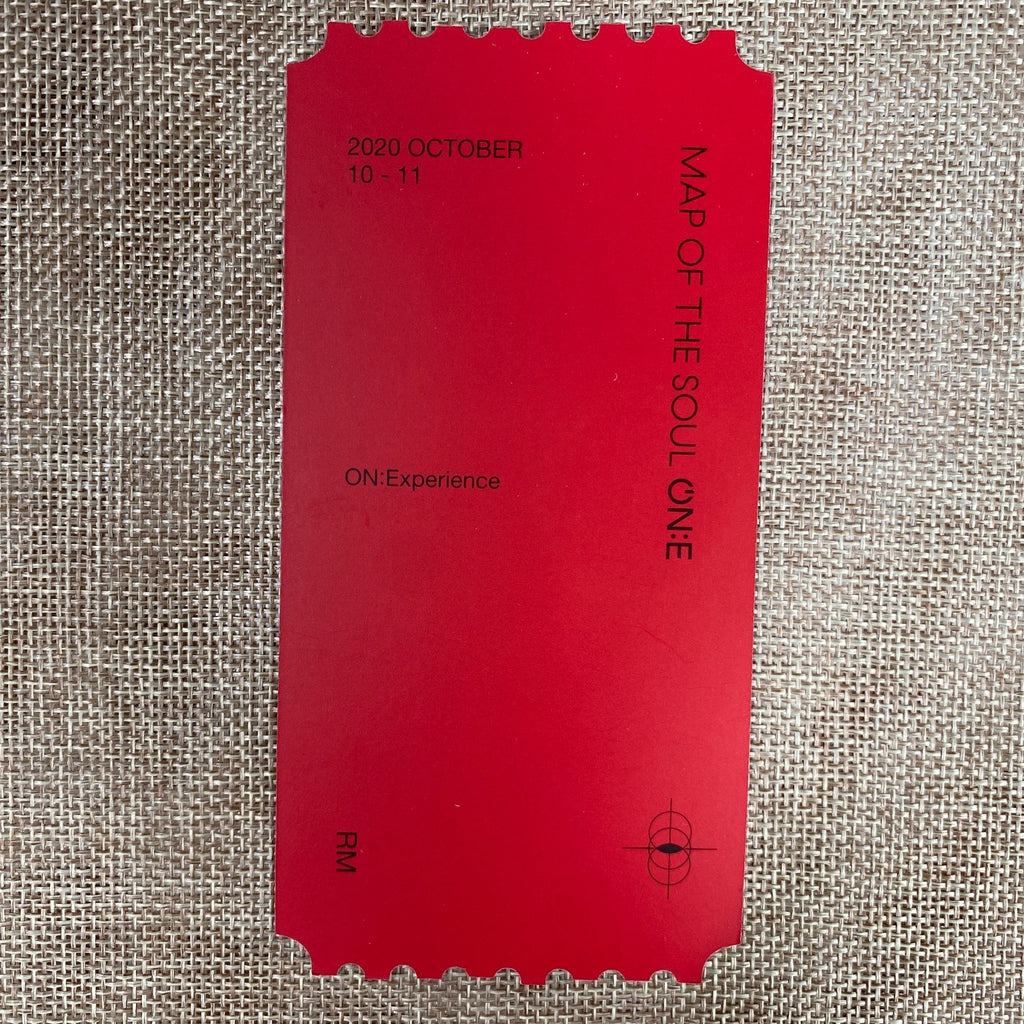 2020 OCTOBER
10 - 11
MAP OF THE SOUL ON:E
ON:Experience
RM